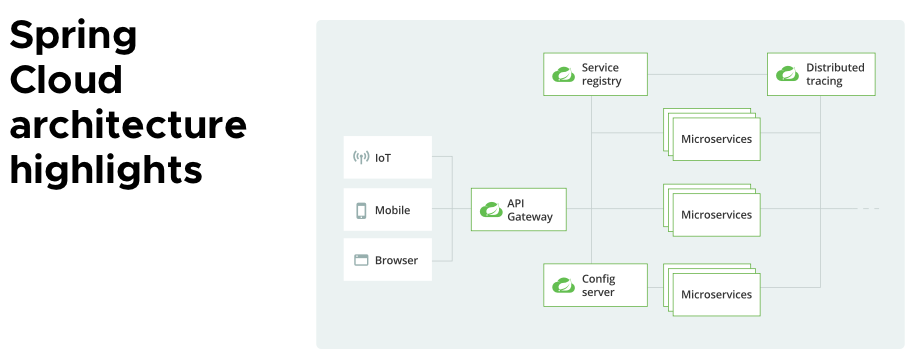 Spring
Cloud
architecture
highlights
Service
registry
Distributed
tracing
Microservices
IoT
Mobile
API
Gateway
Microservices
Browser
Config
server
Microservices